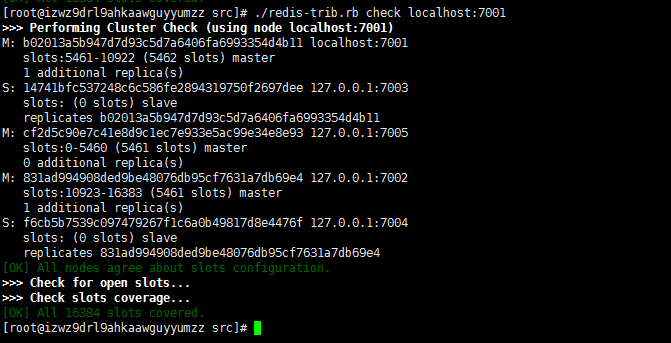 [root@izwz9drl9ahkaawguyyumzz src]# ./redis-trib.rb check localhost:7001
>>> Performing Cluster Check (using node localhost:7001)
M: b02013a5b947d7d93c5d7a6406fa6993354d4b11 localhost:7001
slots:5461-10922 (5462 slots) master
1 additional replica(s)
S: 14741bfc537248c6c586fe2894319750f2697dee 127.0.0.1:7003
slots: (0 slots) slave
replicates b02013a5b947d7d93c5d7a6406fa6993354d4b11
M: cf2d5c90e7c41e8d9c1ec7e933e5ac99e34e8e93 127.0.0.1:7005
slots:0-5460 (5461 slots) master
0 additional replica(s)
M: 831ad994908ded9be48076db95cf7631a7db69e4 127.0.0.1:7002
slots:10923-16383 (5461 slots) master
1 additional replica(s)
S: f6cb5b7539c097479267f1c6a0b49817d8e4476f 127.0.0.1:7004
slots: (0 slots) slave
replicates 831ad994908ded9be48076db95cf7631a7db69e4
[OK] All nodes agree about slots configuration.
>>> Check for open slots...
>>> Check slots coverage...
[OK] All 16384 slots covered.
[root@izwz9drl9ahkaawguyyumzz src]#